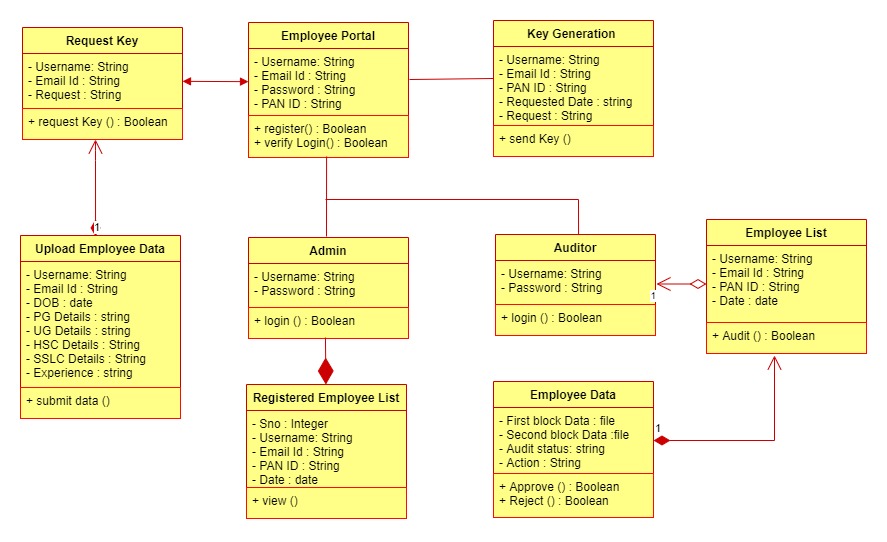 Request Key
- Username: String
- Email Id : String
- Request : String
+ request Key () : Boolean
Employee Portal
- Username: String
- Email Id : String
- Password : String
- PAN ID : String
+ register() : Boolean
+ verify Login() : Boolean
Key Generation
- Username: String
- Email Id : String
- PAN ID : String
- Requested Date : string
- Request : String
+ send Key ()
1
Upload Employee Data
- Username: String
- Email Id : String
- DOB : date
- PG Details : string
- UG Details : string
- HSC Details : String
- SSLC Details : String
- Experience : string
+ submit data ()
Admin
- Username: String
- Password : String
+ login () : Boolean
Auditor
- Username: String
- Password : String
+ login () : Boolean
1
Employee List
- Username: String
- Email Id : String
- PAN ID : String
- Date : date
+ Audit () : Boolean
Registered Employee List
- Sno : Integer
- Username: String
- Email Id : String
- PAN ID : String
- Date : date
+ view ()
Employee Data
- First block Data : file
- Second block Data :file
- Audit status: string
- Action : String
+ Approve () : Boolean
+ Reject () : Boolean
1